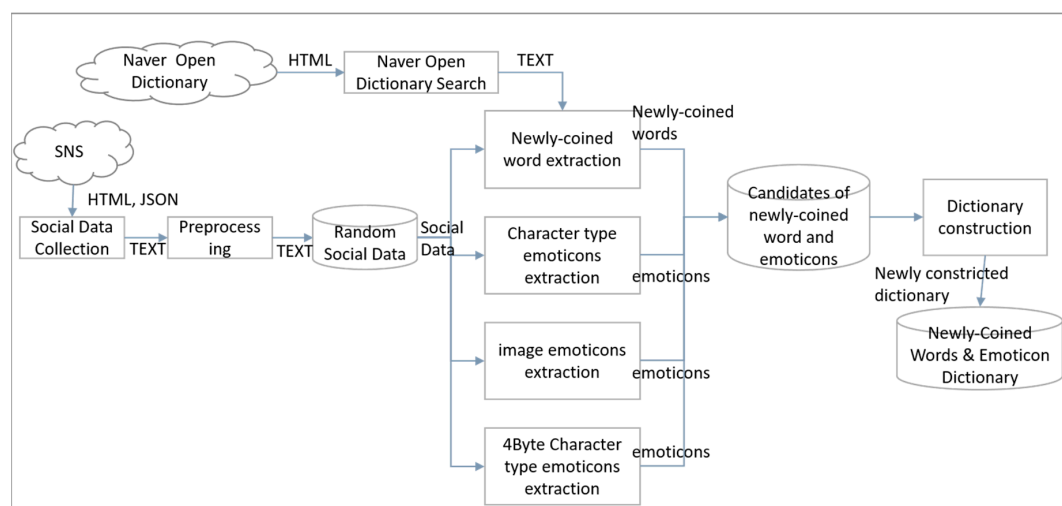 Naver Open
Dictionary
HTML
Naver Open
Dictionary Search
TEXT
SNS
HTML, JSON
Social Data
Collection
TEXT
Preprocess
ing
TEXT
Random
Social Data
Social
Data
Newly-coined
word extraction
Newly-coined
words
Character type
emoticons
extraction
emoticons
image emoticons
extraction
emoticons
4Byte Character
type emoticons
extraction
emoticons
Candidates of
newly-coined
word and
emoticons
Dictionary
construction
Newly constricted
dictionary
Newly-Coined
Words & Emoticon
Dictionary